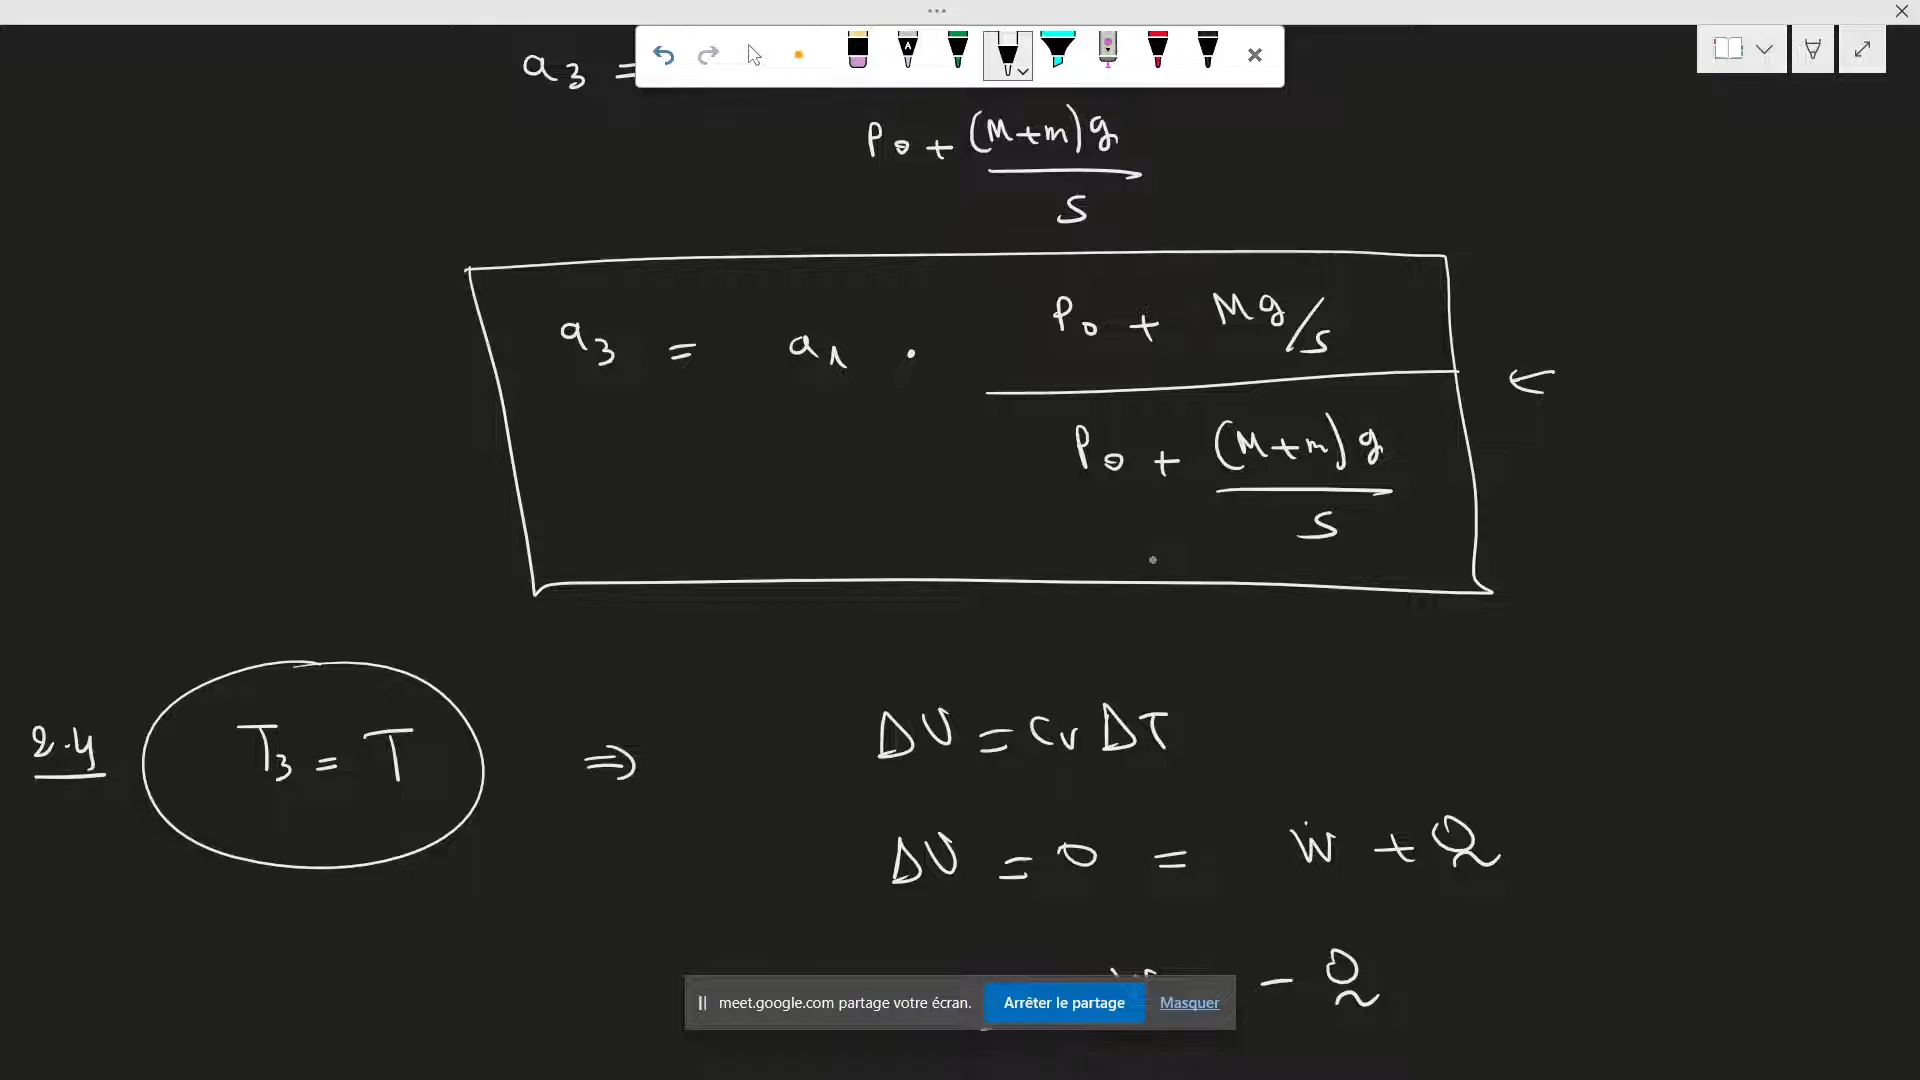 a₃ =
P₀ + (M+m)g
S
a₃ = a₁ . P₀ + Mg/S
P₀ + (M+m)g
S
2.4 T₃ = T ⇒ ΔU = Cv ΔT
ΔU = 0 = W + Q
- Q
meet.google.com partage votre écran. Arrêter le partage Masquer